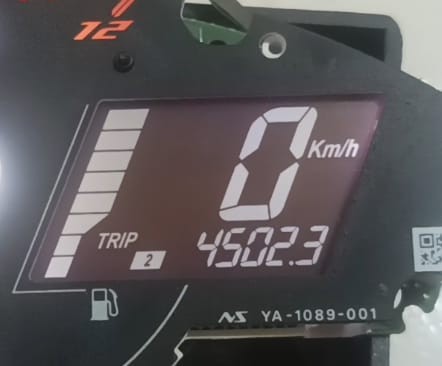 12
0 Km/h
TRIP 2 4502.3
NS YA-1089-001